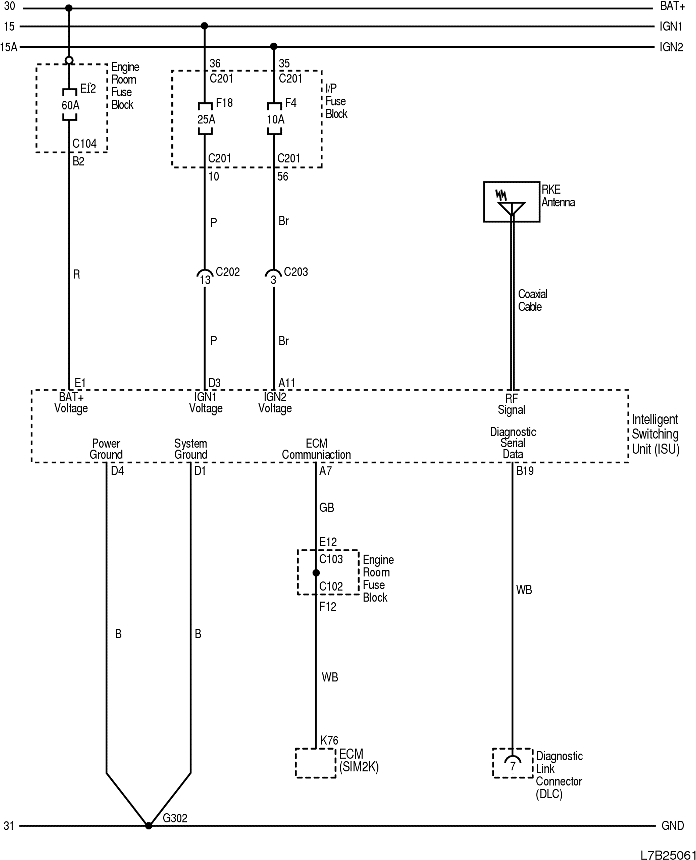 30
BAT+
15
IGN1
15A
IGN2
Engine
Room
Fuse
Block
Ef2
60A
C104
B2
36
35
C201
C201
F18
F4
25A
10A
I/P
Fuse
Block
C201
C201
10
56
RKE
Antenna
P
Br
R
13
C202
3
C203
Coaxial
Cable
P
Br
E1
D3
A11
BAT+
Voltage
IGN1
Voltage
IGN2
Voltage
RF
Signal
Intelligent
Switching
Unit (ISU)
Power
Ground
System
Ground
ECM
Communiaction
Diagnostic
Serial
Data
D4
D1
A7
B19
GB
E12
C103
C102
F12
Engine
Room
Fuse
Block
WB
B
B
WB
K76
ECM
(SIM2K)
7
Diagnostic
Link
Connector
(DLC)
G302
31
GND
L7B25061